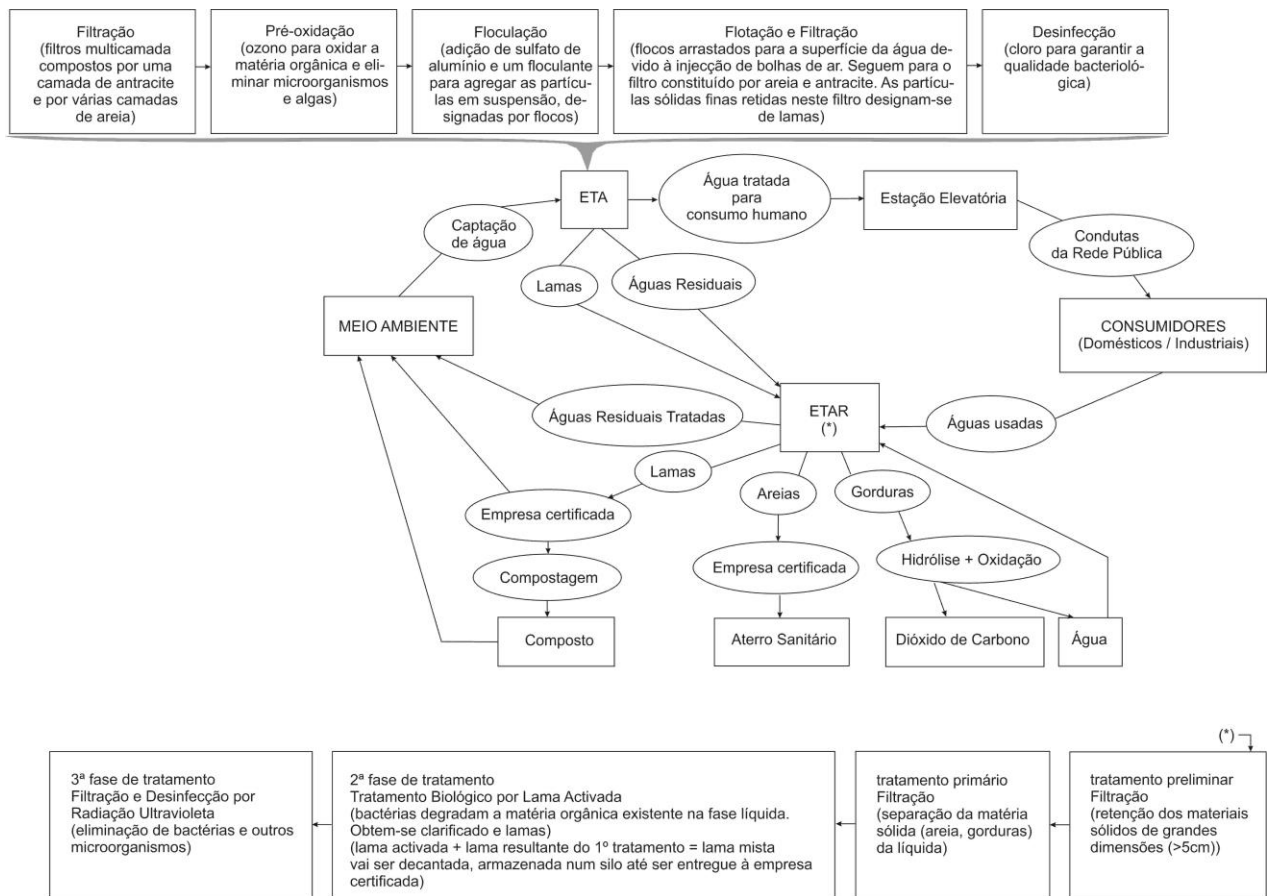 Filtração
(filtros multicamada
compostos por uma
camada de antracite
e por várias camadas
de areia)
Pré-oxidação
(ozono para oxidar a
matéria orgânica e eli-
minar microorganismos
e algas)
Floculação
(adição de sulfato de
alumínio e um floculante
para agregar as partícu-
las em suspensão, de-
signadas por flocos)
Flotação e Filtração
(flocos arrastados para a superfície da água de-
vido à injecção de bolhas de ar. Seguem para o
filtro constituído por areia e antracite. As partícu-
las sólidas finas retidas neste filtro designam-se
de lamas)
Desinfecção
(cloro para garantir a
qualidade bacterioló-
gica)
ETA
Água tratada
para
consumo humano
Estação Elevatória
Captação
de água
Condutas
da Rede Pública
Lamas
Águas Residuais
MEIO AMBIENTE
CONSUMIDORES
(Domésticos / Industriais)
Águas Residuais Tratadas
ETAR
(*)
Águas usadas
Lamas
Areias
Gorduras
Empresa certificada
Hidrólise + Oxidação
Compostagem
Empresa certificada
Composto
Aterro Sanitário
Dióxido de Carbono
Água
(*)
3ª fase de tratamento
Filtração e Desinfecção por
Radiação Ultravioleta
(eliminação de bactérias e outros
microorganismos)
2ª fase de tratamento
Tratamento Biológico por Lama Activada
(bactérias degradam a matéria orgânica existente na fase líquida.
Obtem-se clarificado e lamas)
(lama activada + lama resultante do 1º tratamento = lama mista
vai ser decantada, armazenada num silo até ser entregue à empresa
certificada)
tratamento primário
Filtração
(separação da matéria
sólida (areia, gorduras)
da líquida)
tratamento preliminar
Filtração
(retenção dos materiais
sólidos de grandes
dimensões (>5cm))